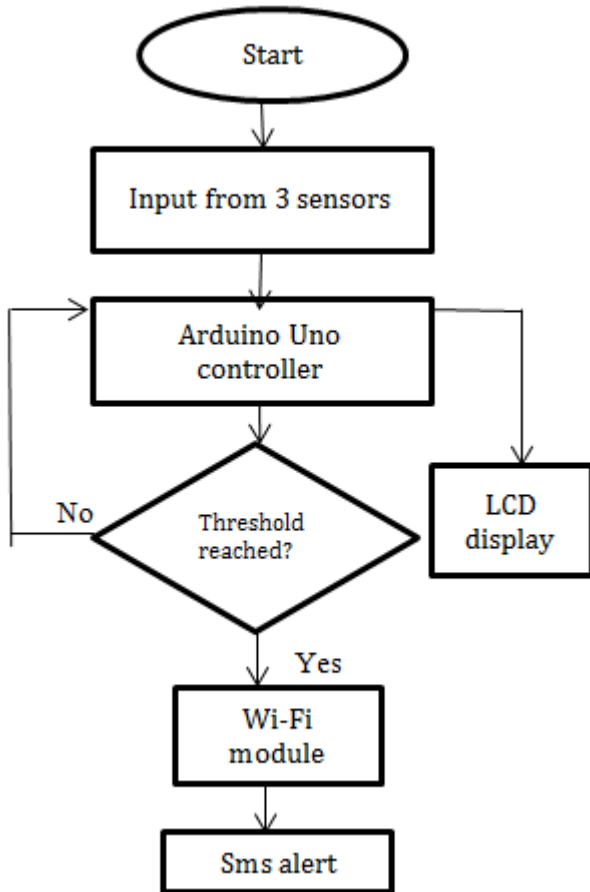 Start
Input from 3 sensors
Arduino Uno
controller
No
Threshold
reached?
LCD
display
Yes
Wi-Fi
module
Sms alert